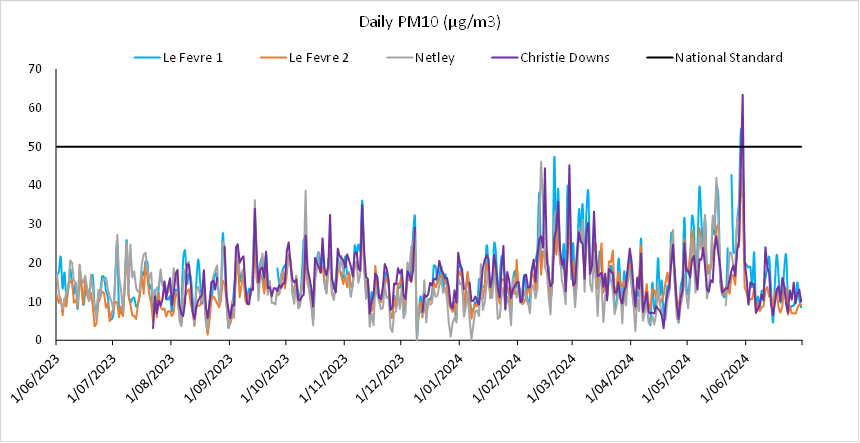 Daily PM10 (µg/m3)
Le Fevre 1 Le Fevre 2 Netley Christie Downs National Standard
70
60
50
40
30
20
10
0
1/06/2023 1/07/2023 1/08/2023 1/09/2023 1/10/2023 1/11/2023 1/12/2023 1/01/2024 1/02/2024 1/03/2024 1/04/2024 1/05/2024 1/06/2024